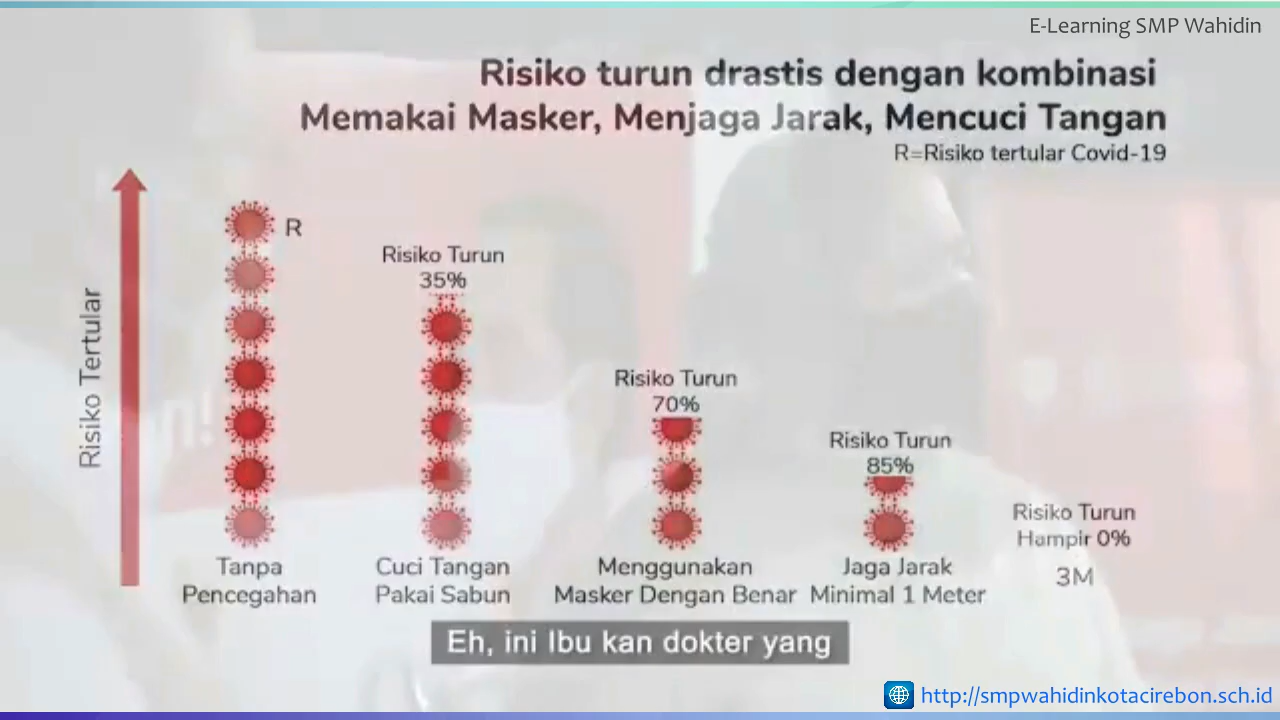 E-Learning SMP Wahidin
Risiko turun drastis dengan kombinasi
Memakai Masker, Menjaga Jarak, Mencuci Tangan
R=Risiko tertular Covid-19
Risiko Tertular
R
Risiko Turun
35%
Risiko Turun
70%
Risiko Turun
85%
Risiko Turun
Hampir 0%
Tanpa
Pencegahan
Cuci Tangan
Pakai Sabun
Menggunakan
Masker Dengan Benar
Jaga Jarak
Minimal 1 Meter
3M
Eh, ini Ibu kan dokter yang
http://smpwahidinkotacirebon.sch.id